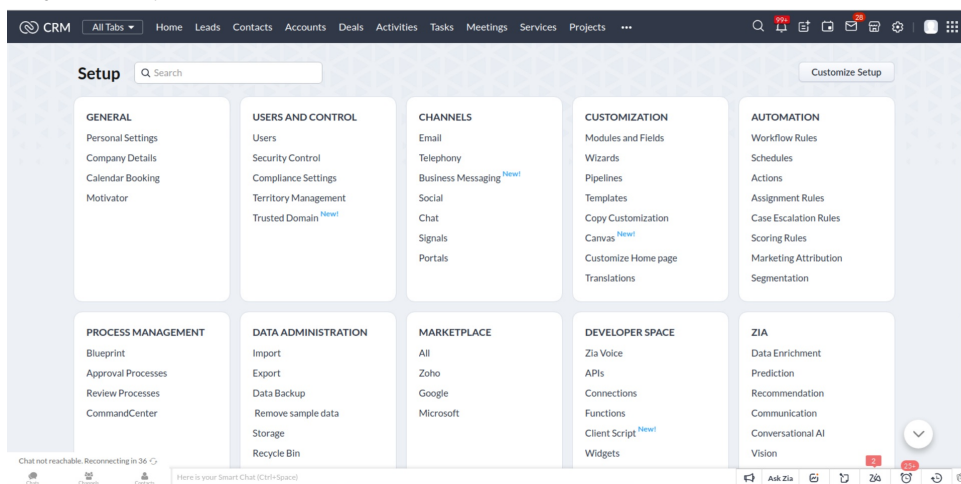 CRM All Tabs Home Leads Contacts Accounts Deals Activities Tasks Meetings Services Projects 99+ 28
Setup Search Customize Setup
GENERAL
Personal Settings
Company Details
Calendar Booking
Motivator
USERS AND CONTROL
Users
Security Control
Compliance Settings
Territory Management
Trusted Domain New!
CHANNELS
Email
Telephony
Business Messaging New!
Social
Chat
Signals
Portals
CUSTOMIZATION
Modules and Fields
Wizards
Pipelines
Templates
Copy Customization
Canvas New!
Customize Home page
Translations
AUTOMATION
Workflow Rules
Schedules
Actions
Assignment Rules
Case Escalation Rules
Scoring Rules
Marketing Attribution
Segmentation
PROCESS MANAGEMENT
Blueprint
Approval Processes
Review Processes
CommandCenter
DATA ADMINISTRATION
Import
Export
Data Backup
Remove sample data
Storage
Recycle Bin
MARKETPLACE
All
Zoho
Google
Microsoft
DEVELOPER SPACE
Zia Voice
APIs
Connections
Functions
Client Script New!
Widgets
ZIA
Data Enrichment
Prediction
Recommendation
Communication
Conversational AI
Vision
Chat not reachable. Reconnecting in 36
Chats Channels Contacts Here is your Smart Chat (Ctrl+Space) Ask Zia 2 25+